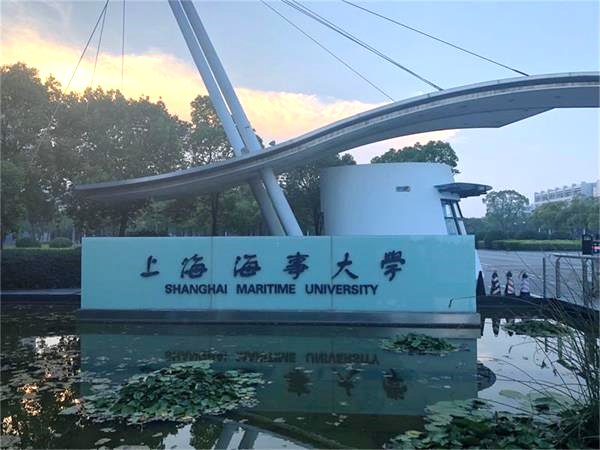 上海海事大学
SHANGHAI MARITIME UNIVERSITY